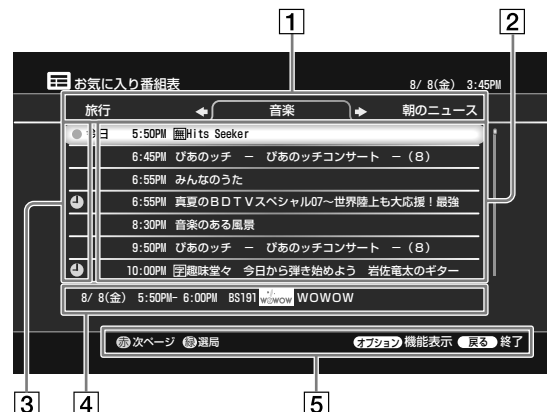 1
2
お気に入り番組表 8/ 8(金) 3:45PM
旅行 音楽 朝のニュース
今日 5:50PM 無Hits Seeker
6:45PM ぴあのッチ － ぴあのッチコンサート －(8)
6:55PM みんなのうた
6:55PM 真夏のBDTVスペシャル07～世界陸上も大応援！最強
8:30PM 音楽のある風景
9:50PM ぴあのッチ － ぴあのッチコンサート －(8)
10:00PM 字趣味堂々 今日から弾き始めよう 岩佐竜太のギター
8/ 8(金) 5:50PM- 6:00PM BS191 WOWOW WOWOW
赤 次ページ 緑 選局 オプション 機能表示 戻る 終了
3
4
5